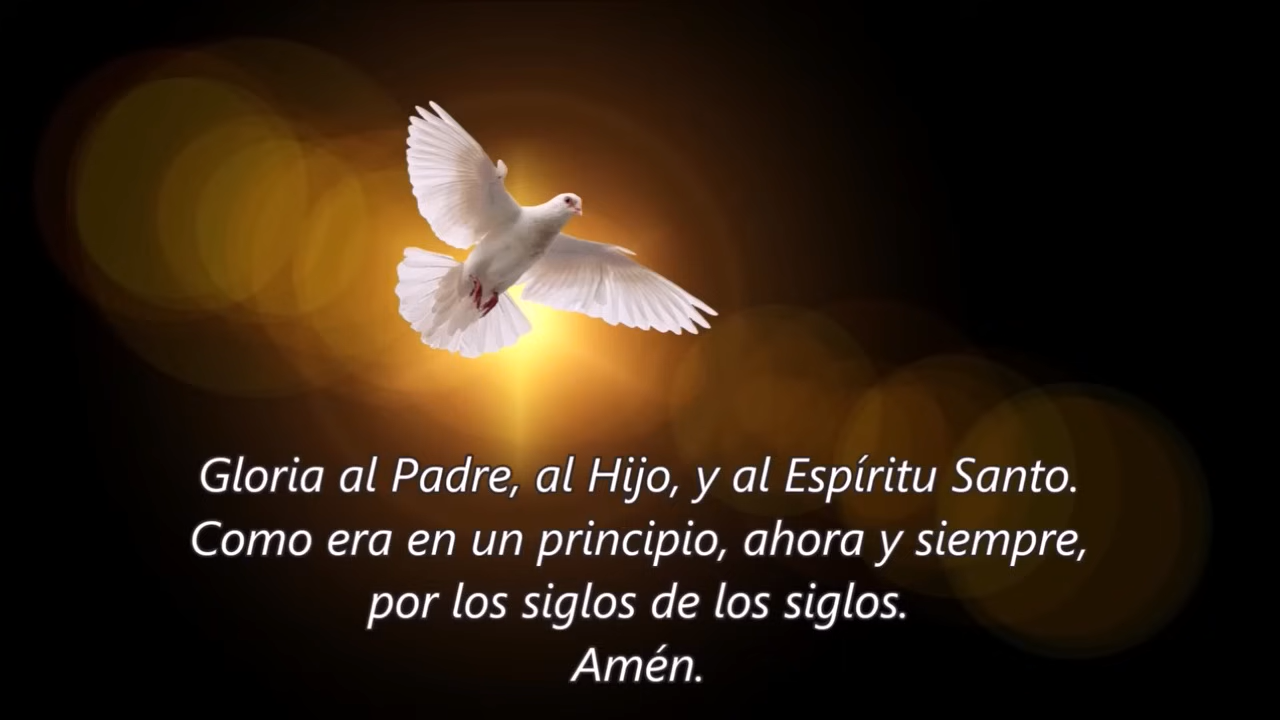 Gloria al Padre, al Hijo, y al Espíritu Santo.
Como era en un principio, ahora y siempre,
por los siglos de los siglos.
Amén.